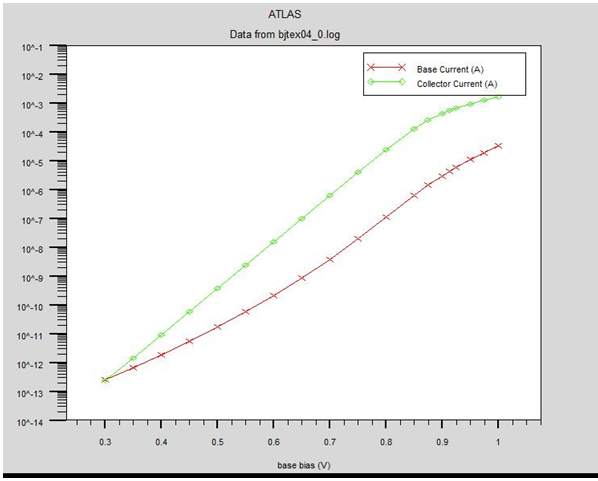 ATLAS
Data from bjtex04_0.log
Base Current (A)
Collector Current (A)
10^-1
10^-2
10^-3
10^-4
10^-5
10^-6
10^-7
10^-8
10^-9
10^-10
10^-11
10^-12
10^-13
10^-14
0.3 0.4 0.5 0.6 0.7 0.8 0.9 1
base bias (V)